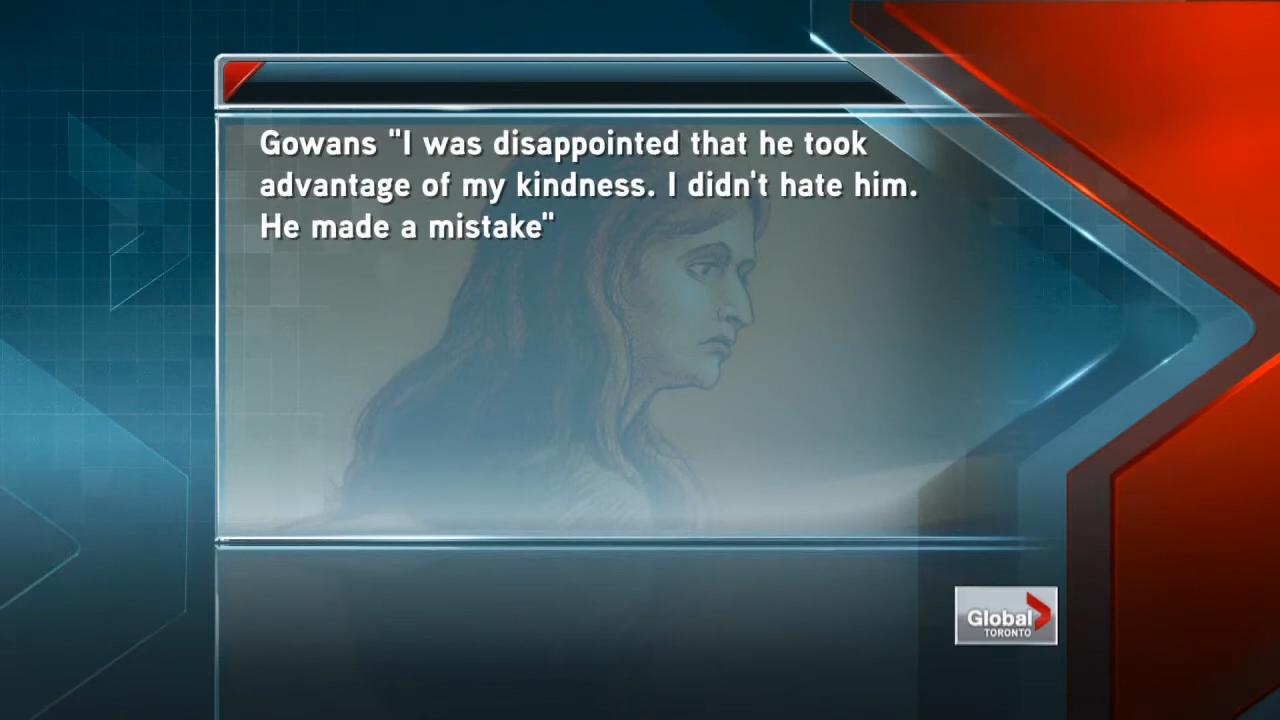 Gowans "I was disappointed that he took
advantage of my kindness. I didn't hate him.
He made a mistake"
Global
TORONTO